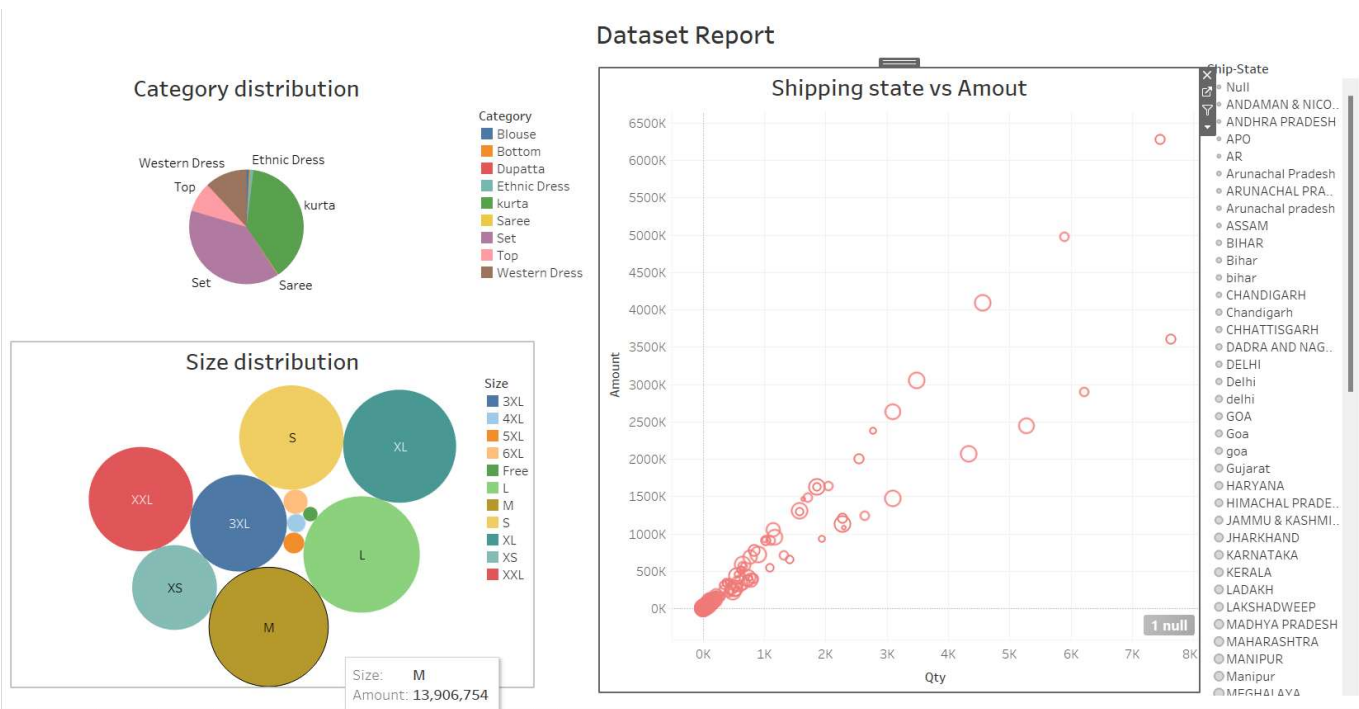 Dataset Report
Category distribution
Western Dress
Ethnic Dress
Top
kurta
Set
Saree
Category
Blouse
Bottom
Dupatta
Ethnic Dress
kurta
Saree
Set
Top
Western Dress
Size distribution
S
XL
XXL
3XL
L
XS
M
Size
3XL
4XL
5XL
6XL
Free
L
M
S
XL
XS
XXL
Size: M
Amount: 13,906,754
Shipping state vs Amout
6500K
6000K
5500K
5000K
4500K
4000K
3500K
3000K
2500K
2000K
1500K
1000K
500K
0K
Amount
0K 1K 2K 3K 4K 5K 6K 7K 8K
Qty
1 null
Ship-State
Null
ANDAMAN & NICO..
ANDHRA PRADESH
APO
AR
Arunachal Pradesh
ARUNACHAL PRA..
Arunachal pradesh
ASSAM
BIHAR
Bihar
bihar
CHANDIGARH
Chandigarh
CHHATTISGARH
DADRA AND NAG..
DELHI
Delhi
delhi
GOA
Goa
goa
Gujarat
HARYANA
HIMACHAL PRADE..
JAMMU & KASHMI..
JHARKHAND
KARNATAKA
KERALA
LADAKH
LAKSHADWEEP
MADHYA PRADESH
MAHARASHTRA
MANIPUR
Manipur
MEGHALAYA